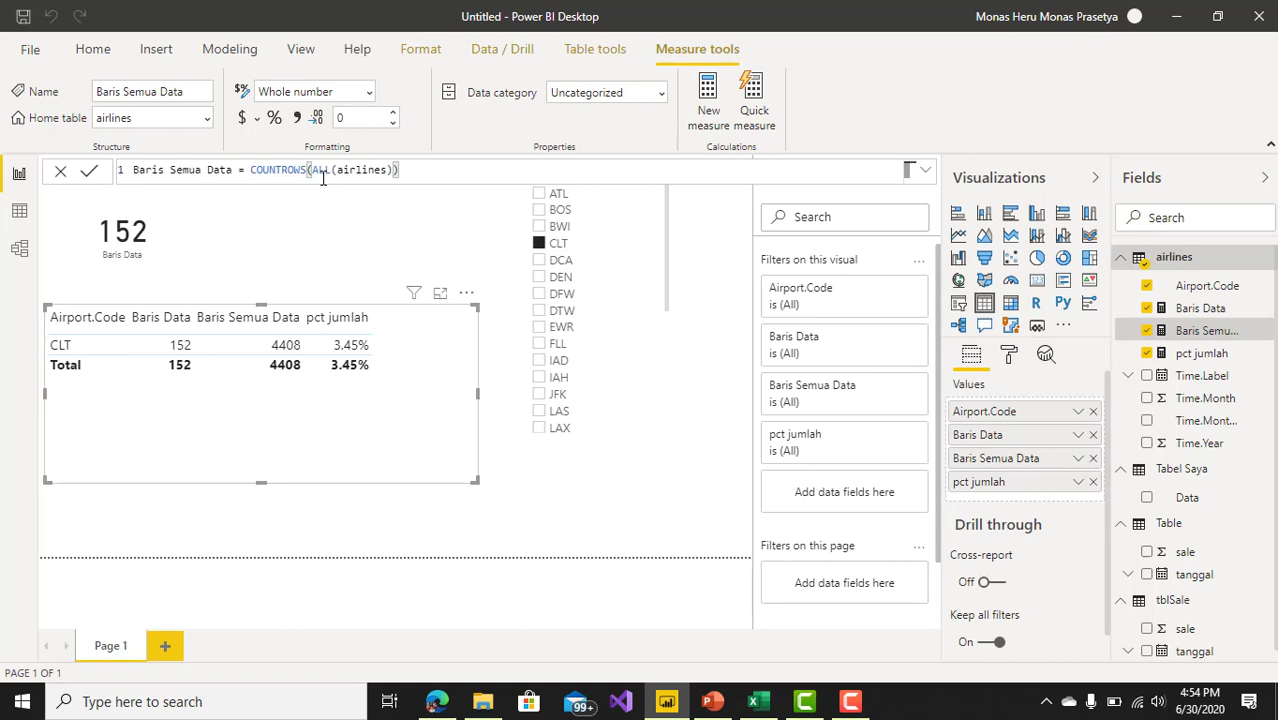 Untitled - Power BI Desktop
Monas Heru Monas Prasetya
File
Home
Insert
Modeling
View
Help
Format
Data / Drill
Table tools
Measure tools
Name
Baris Semua Data
Home table
airlines
Structure
Whole number
$ % 9 .00 0
Formatting
Data category
Uncategorized
Properties
New measure
Quick measure
Calculations
1 Baris Semua Data = COUNTROWS(ALL(airlines))
152
Baris Data
Airport.Code Baris Data Baris Semua Data pct jumlah
CLT 152 4408 3.45%
Total 152 4408 3.45%
ATL
BOS
BWI
CLT
DCA
DEN
DFW
DTW
EWR
FLL
IAD
IAH
JFK
LAS
LAX
Search
Filters on this visual
Airport.Code
is (All)
Baris Data
is (All)
Baris Semua Data
is (All)
pct jumlah
is (All)
Add data fields here
Filters on this page
Add data fields here
Visualizations
R Py
Values
Airport.Code
Baris Data
Baris Semua Data
pct jumlah
Drill through
Cross-report
Off
Keep all filters
On
Fields
Search
airlines
Airport.Code
Baris Data
Baris Semu...
pct jumlah
Time.Label
Time.Month
Time.Mont...
Time.Year
Tabel Saya
Data
Table
sale
tanggal
tblSale
sale
tanggal
Page 1
PAGE 1 OF 1
Type here to search
99+
4:54 PM
6/30/2020